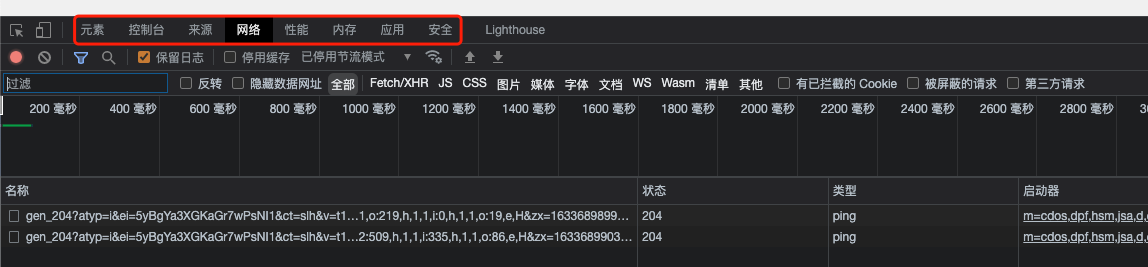 元素 控制台 来源 网络 性能 内存 应用 安全 Lighthouse
保留日志 停用缓存 已停用节流模式
过滤 反转 隐藏数据网址 全部 Fetch/XHR JS CSS 图片 媒体 字体 文档 WS Wasm 清单 其他 有已拦截的 Cookie 被屏蔽的请求 第三方请求
200 毫秒 400 毫秒 600 毫秒 800 毫秒 1000 毫秒 1200 毫秒 1400 毫秒 1600 毫秒 1800 毫秒 2000 毫秒 2200 毫秒 2400 毫秒 2600 毫秒 2800 毫秒 30
名称 状态 类型 启动器
gen_204?atyp=i&ei=5yBgYa3XGKaGr7wPsNI1&ct=slh&v=t1...1,o:219,h,1,1,i:0,h,1,1,o:19,e,H&zx=1633689899... 204 ping m=cdos,dpf,hsm,jsa,d,
gen_204?atyp=i&ei=5yBgYa3XGKaGr7wPsNI1&ct=slh&v=t1...2:509,h,1,1,i:335,h,1,1,o:86,e,H&zx=1633689903... 204 ping m=cdos,dpf,hsm,jsa,d,